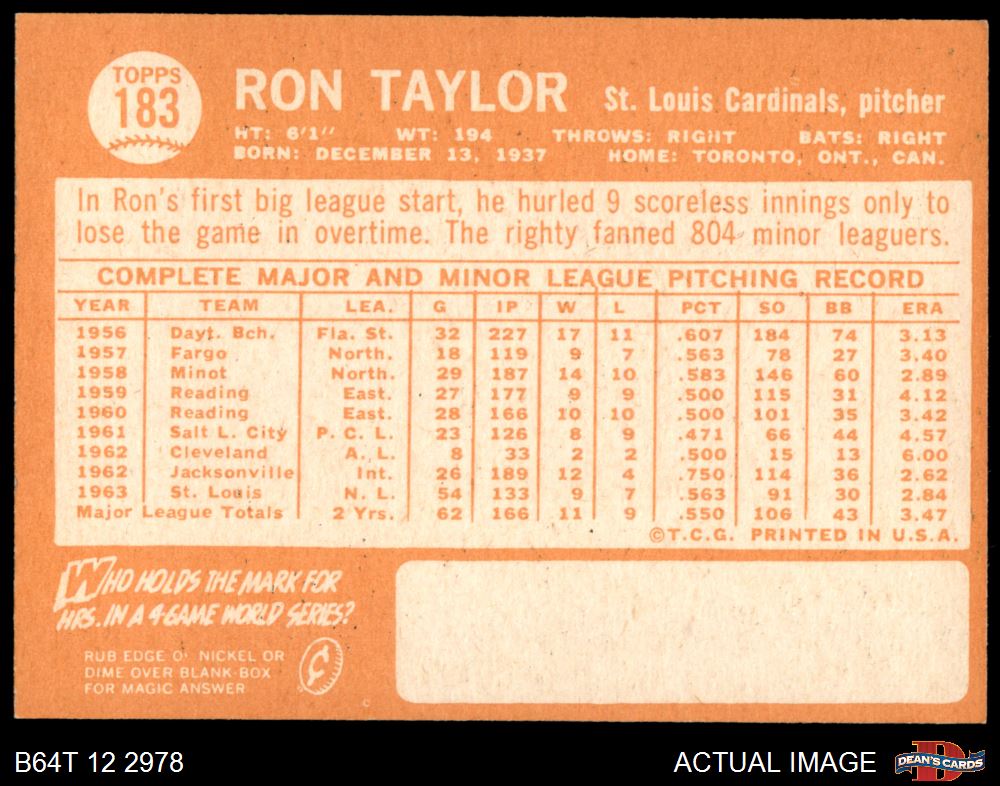 TOPPS
183
RON TAYLOR St. Louis Cardinals, pitcher
HT: 6'1" WT: 194 THROWS: RIGHT BATS: RIGHT
BORN: DECEMBER 13, 1937 HOME: TORONTO, ONT., CAN.
In Ron's first big league start, he hurled 9 scoreless innings only to
lose the game in overtime. The righty fanned 804 minor leaguers.
COMPLETE MAJOR AND MINOR LEAGUE PITCHING RECORD
YEAR TEAM LEA. G IP W L PCT SO BB ERA
1956 Dayt. Bch. Fla. St. 32 227 17 11 .607 184 74 3.13
1957 Fargo North. 18 119 9 7 .563 78 27 3.40
1958 Minot North. 29 187 14 10 .583 146 60 2.89
1959 Reading East. 27 177 9 9 .500 115 31 4.12
1960 Reading East. 28 166 10 10 .500 101 35 3.42
1961 Salt L. City P. C. L. 23 126 8 9 .471 66 44 4.57
1962 Cleveland A. L. 8 33 2 2 .500 15 13 6.00
1962 Jacksonville Int. 26 189 12 4 .750 114 36 2.62
1963 St. Louis N. L. 54 133 9 7 .563 91 30 2.84
Major League Totals 2 Yrs. 62 166 11 9 .550 106 43 3.47
©T.C.G. PRINTED IN U.S.A.
WHO HOLDS THE MARK FOR
HRS. IN A 4-GAME WORLD SERIES?
RUB EDGE O' NICKEL OR
DIME OVER BLANK-BOX
FOR MAGIC ANSWER
C
B64T 12 2978 ACTUAL IMAGE DEAN'S CARDS